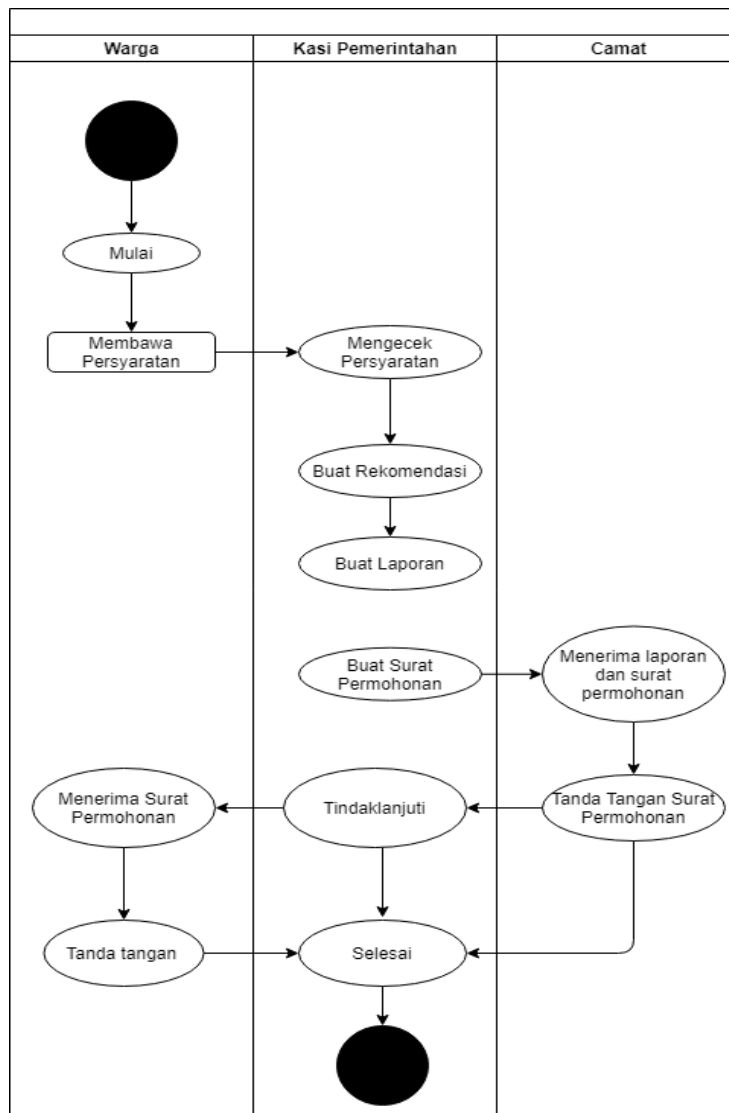 Warga
Kasi Pemerintahan
Camat
Mulai
Membawa
Persyaratan
Mengecek
Persyaratan
Buat Rekomendasi
Buat Laporan
Buat Surat
Permohonan
Menerima laporan
dan surat
permohonan
Menerima Surat
Permohonan
Tindaklanjuti
Tanda Tangan Surat
Permohonan
Tanda tangan
Selesai